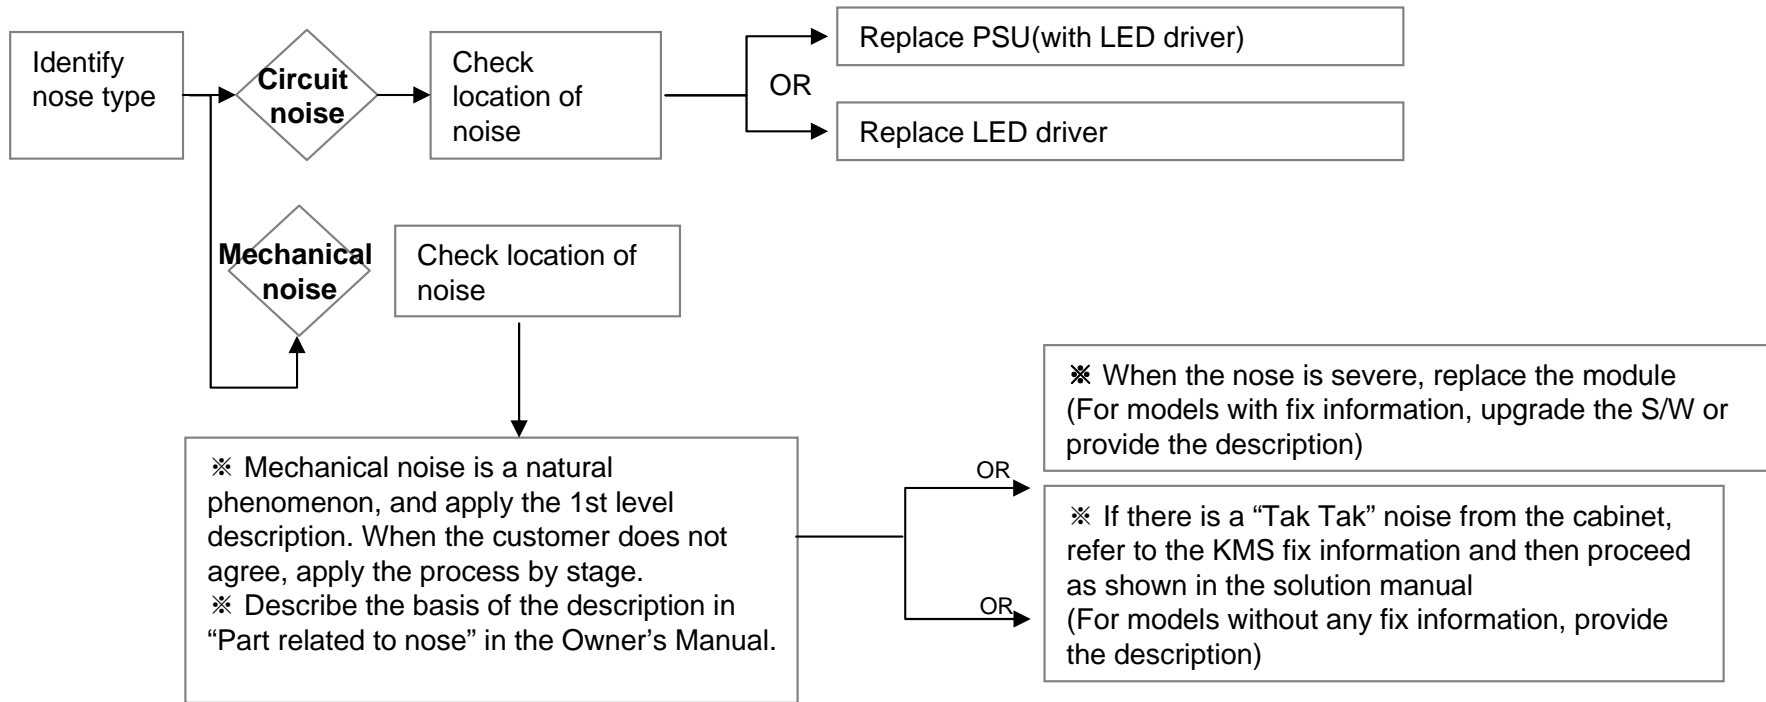 Identify
nose type
Circuit
noise
Check
location of
noise
Replace PSU(with LED driver)
OR
Replace LED driver
Mechanical
noise
Check location of
noise
※ Mechanical noise is a natural
phenomenon, and apply the 1st level
description. When the customer does not
agree, apply the process by stage.
※ Describe the basis of the description in
“Part related to nose” in the Owner’s Manual.
OR
※ When the nose is severe, replace the module
(For models with fix information, upgrade the S/W or
provide the description)
OR
※ If there is a “Tak Tak” noise from the cabinet,
refer to the KMS fix information and then proceed
as shown in the solution manual
(For models without any fix information, provide
the description)